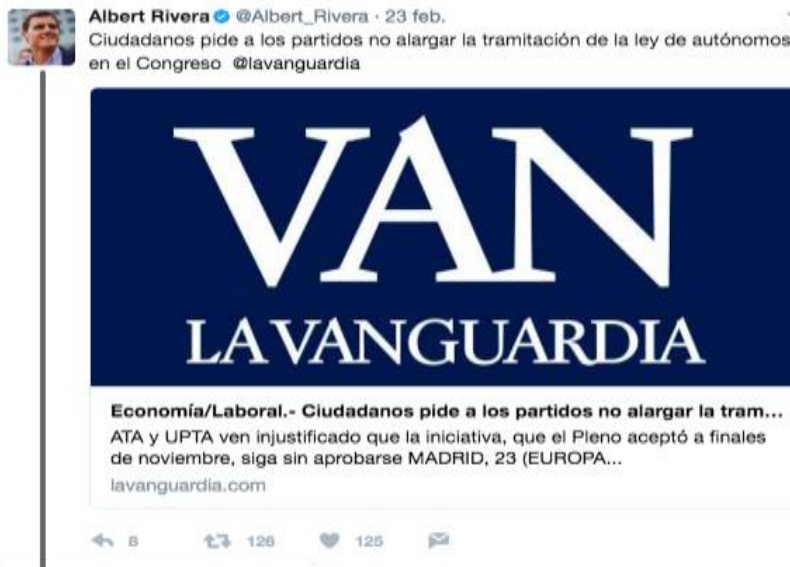 Albert Rivera @Albert_Rivera · 23 feb.
Ciudadanos pide a los partidos no alargar la tramitación de la ley de autónomos
en el Congreso @lavanguardia
VAN
LA VANGUARDIA
Economía/Laboral.- Ciudadanos pide a los partidos no alargar la tram...
ATA y UPTA ven injustificado que la iniciativa, que el Pleno aceptó a finales
de noviembre, siga sin aprobarse MADRID, 23 (EUROPA...
lavanguardia.com
8 126 125